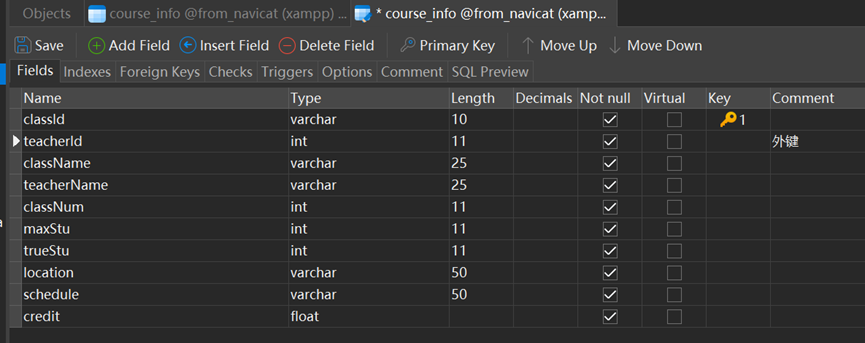 Objects course_info @from_navicat (xampp) ... * course_info @from_navicat (xamp...
Save Add Field Insert Field Delete Field Primary Key Move Up Move Down
Fields Indexes Foreign Keys Checks Triggers Options Comment SQL Preview
Name Type Length Decimals Not null Virtual Key Comment
classId varchar 10 1
teacherId int 11 外键
className varchar 25
teacherName varchar 25
classNum int 11
maxStu int 11
trueStu int 11
location varchar 50
schedule varchar 50
credit float